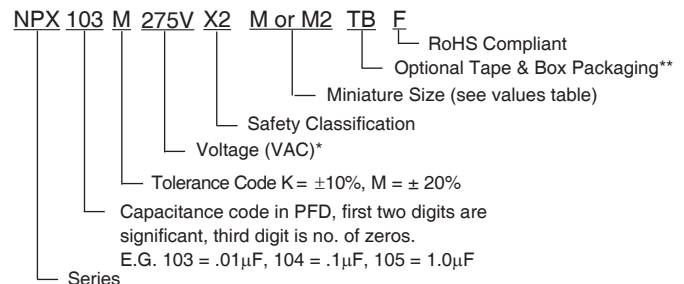 NPX 103 M 275V X2 M or M2 TB F
RoHS Compliant
Optional Tape & Box Packaging**
Miniature Size (see values table)
Safety Classification
Voltage (VAC)*
Tolerance Code K = ±10%, M = ± 20%
Capacitance code in PFD, first two digits are
significant, third digit is no. of zeros.
E.G. 103 = .01µF, 104 = .1µF, 105 = 1.0µF
Series